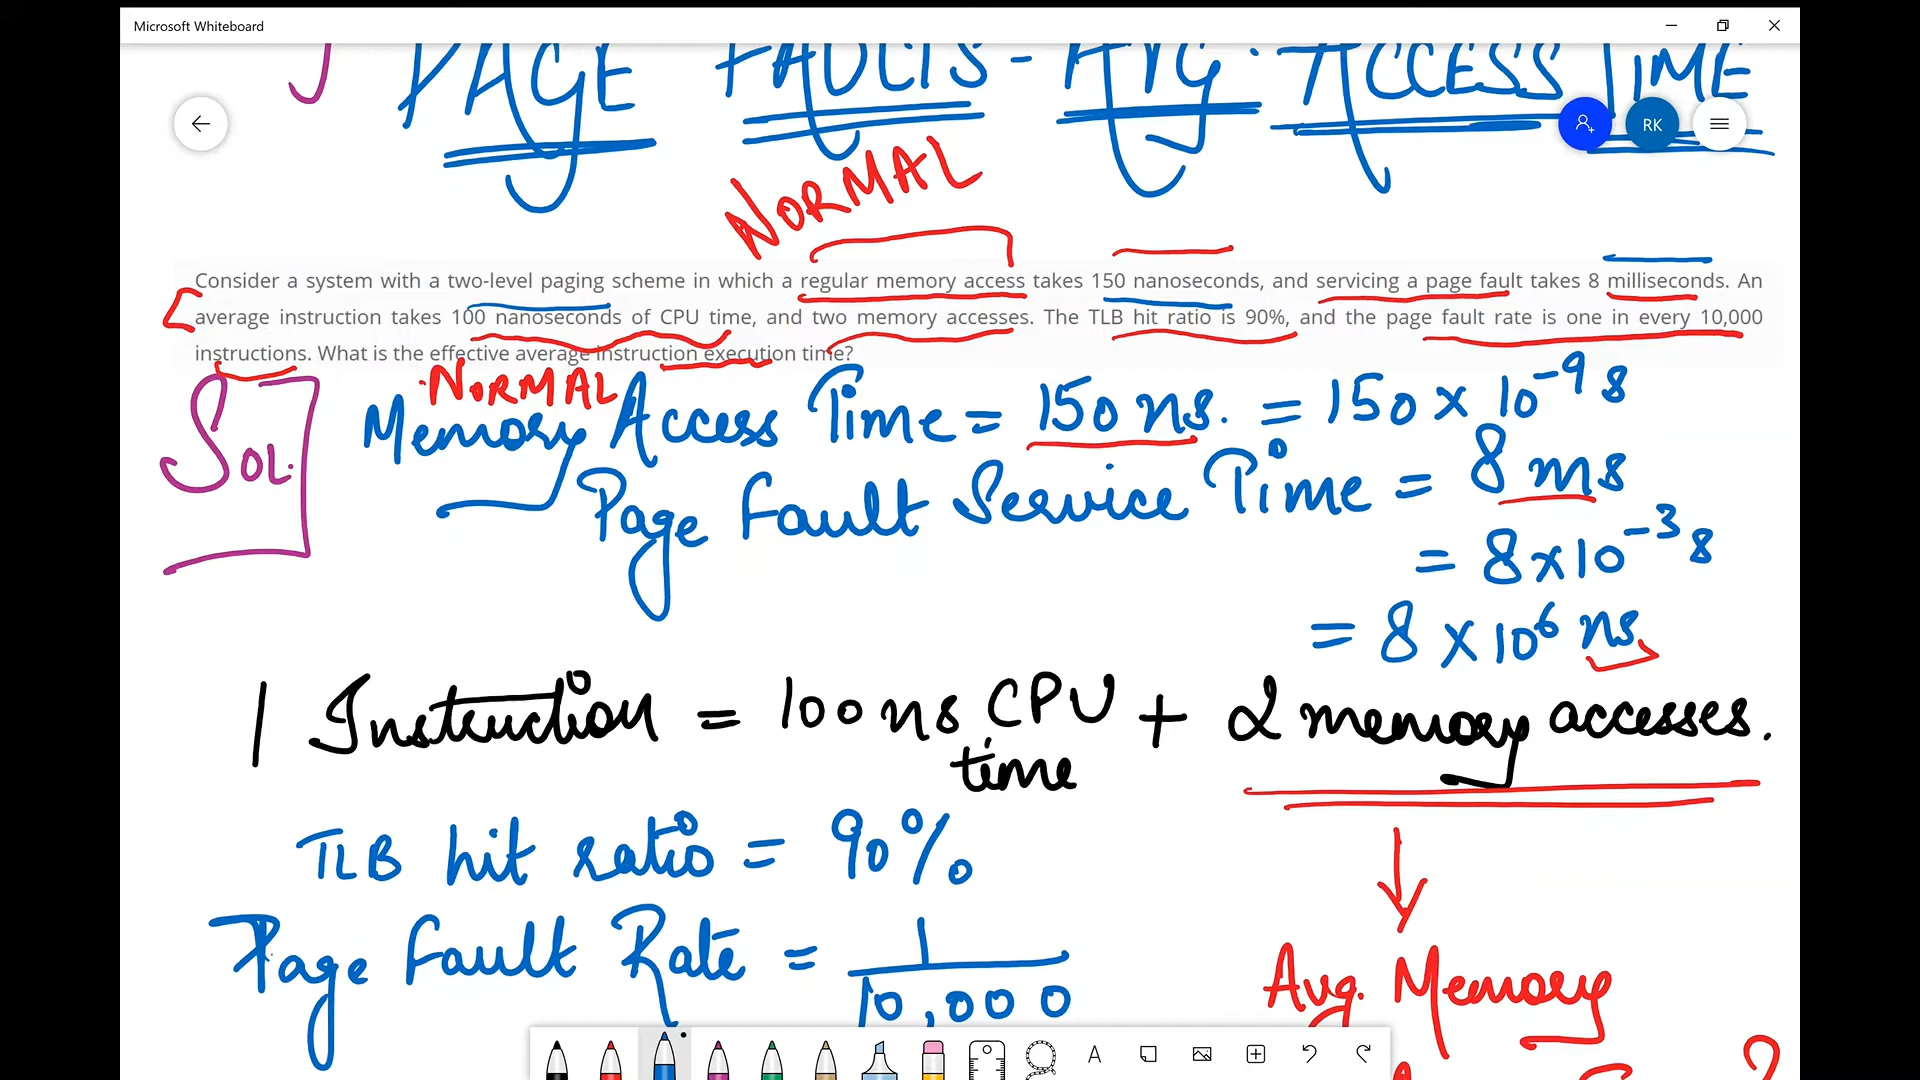 Microsoft Whiteboard
PAGE FAULTS - AVG. ACCESS TIME
RK
NORMAL
Consider a system with a two-level paging scheme in which a regular memory access takes 150 nanoseconds, and servicing a page fault takes 8 milliseconds. An
average instruction takes 100 nanoseconds of CPU time, and two memory accesses. The TLB hit ratio is 90%, and the page fault rate is one in every 10,000
instructions. What is the effective average instruction execution time?
SOL.
NORMAL
Memory Access Time = 150 ns. = 150 × 10⁻⁹ s
Page Fault Service Time = 8 ms
= 8×10⁻³ s
= 8 × 10⁶ ns
1 Instruction = 100 ns CPU time + 2 memory accesses.
TLB hit ratio = 90%
Page Fault Rate = 1
10,000
Avg. Memory
?
A